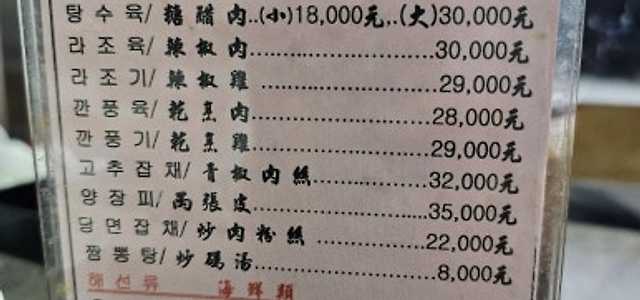 탕수육/ 糖醋肉..(小)18,000元..(大)30,000元
라조육/ 辣椒肉..............................30,000元
라조기/ 辣椒雞 ..............................29,000元
깐풍육/ 乾烹肉..............................28,000元
깐풍기/ 乾烹雞..............................29,000元
고추잡채/ 青椒肉絲..................32,000元
양장피/ 两張皮..............................35,000元
당면잡채/ 炒肉粉絲 ..................22,000元
짬뽕탕/ 炒碼湯..............................8,000元
해선류 海鮮類